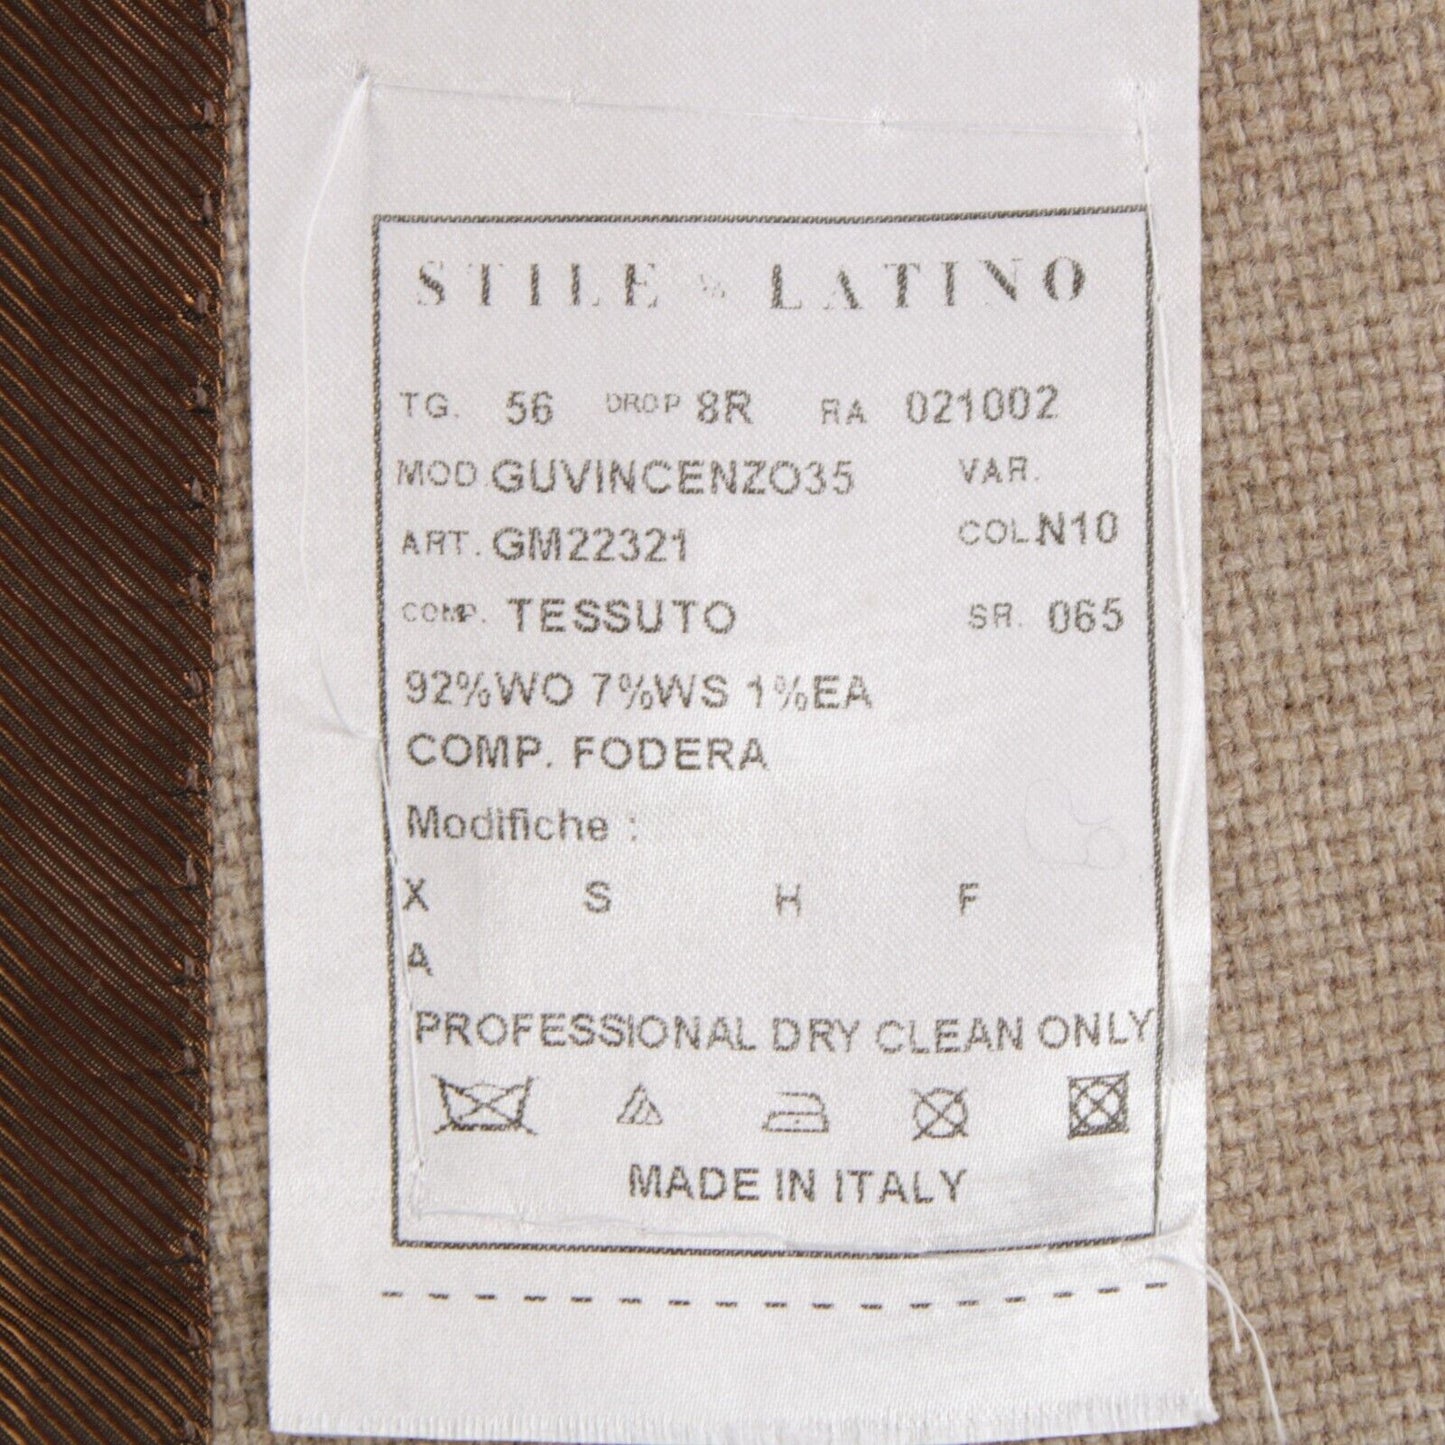 STILE LATINO
TG. 56 DROP 8R RA 021002
MOD. GUVINCENZO35 VAR.
ART. GM22321 COL. N10
COMP. TESSUTO SR. 065
92%WO 7%WS 1%EA
COMP. FODERA
Modifiche :
X S H F
A
PROFESSIONAL DRY CLEAN ONLY
MADE IN ITALY